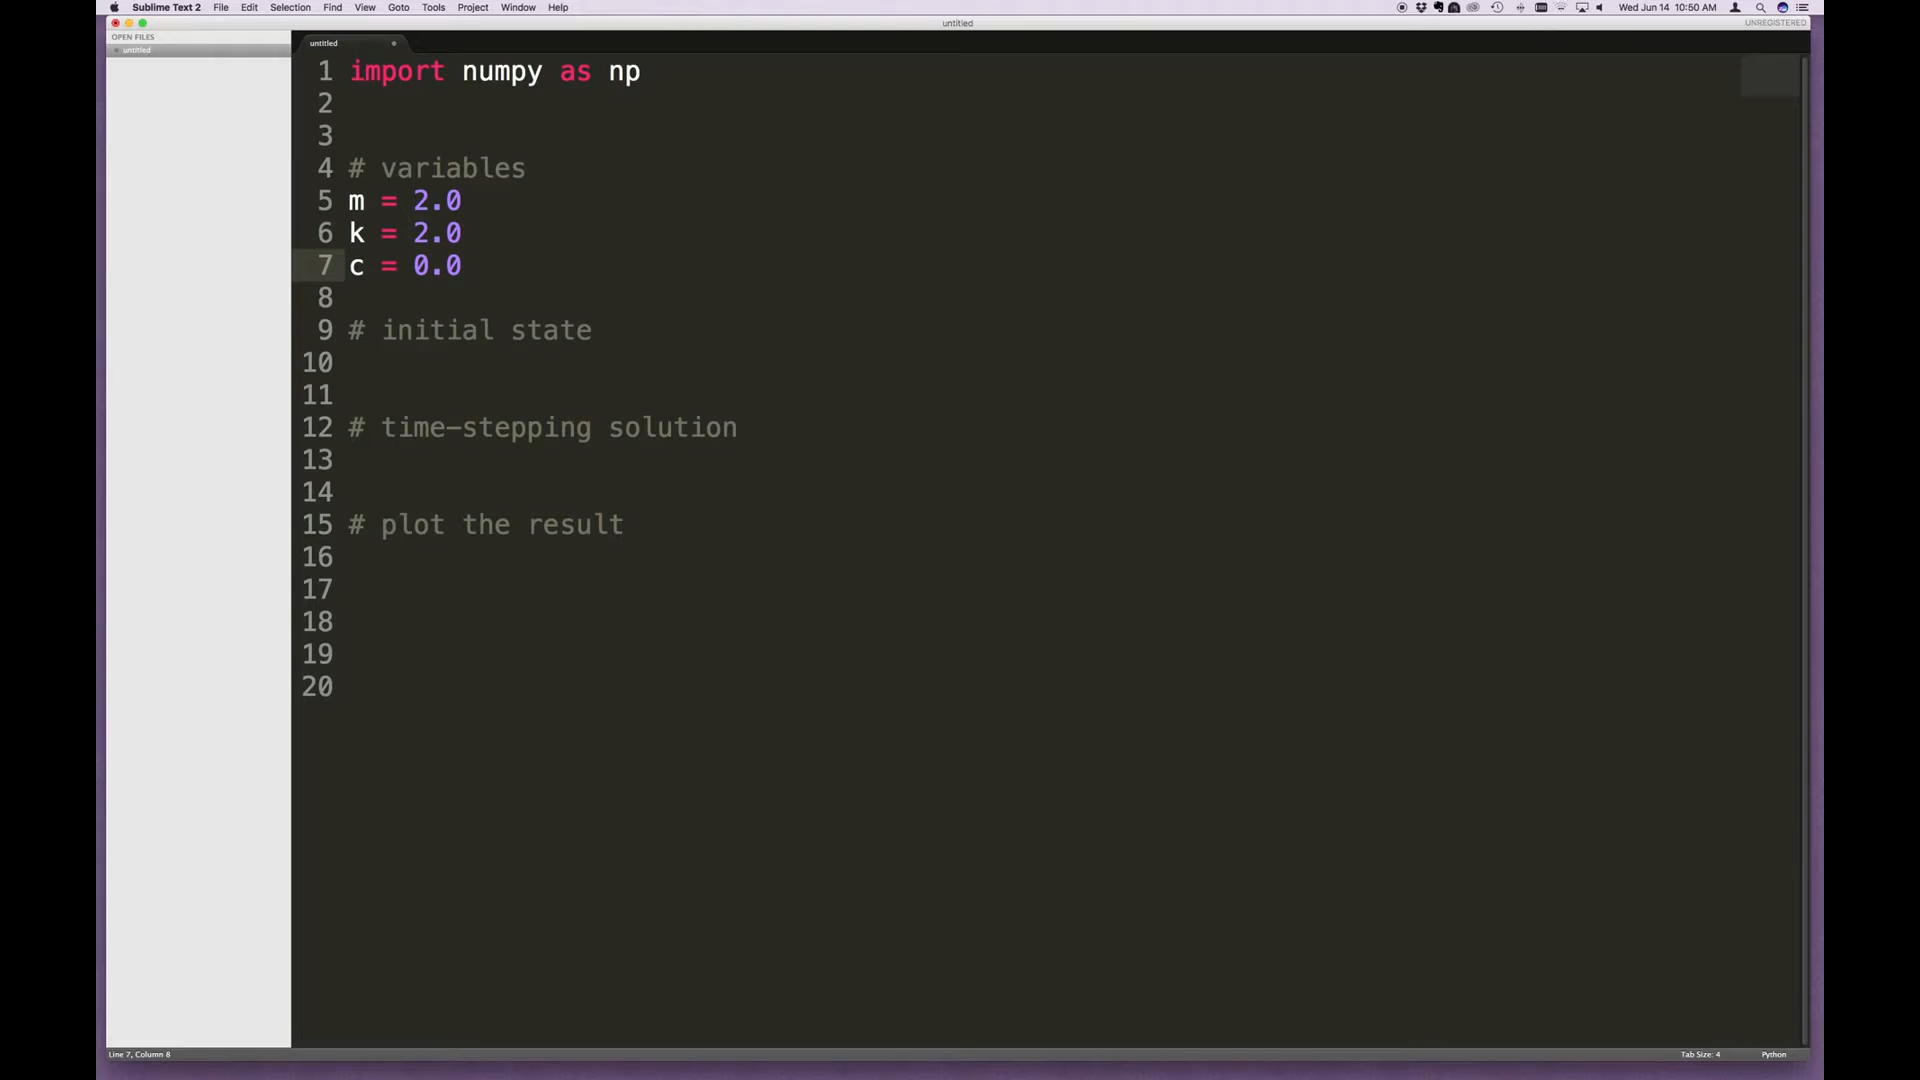 Sublime Text 2 File Edit Selection Find View Goto Tools Project Window Help Wed Jun 14 10:50 AM
untitled UNREGISTERED
OPEN FILES
untitled
untitled
1 import numpy as np
2
3
4 # variables
5 m = 2.0
6 k = 2.0
7 c = 0.0
8
9 # initial state
10
11
12 # time-stepping solution
13
14
15 # plot the result
16
17
18
19
20
Line 7, Column 8 Tab Size: 4 Python